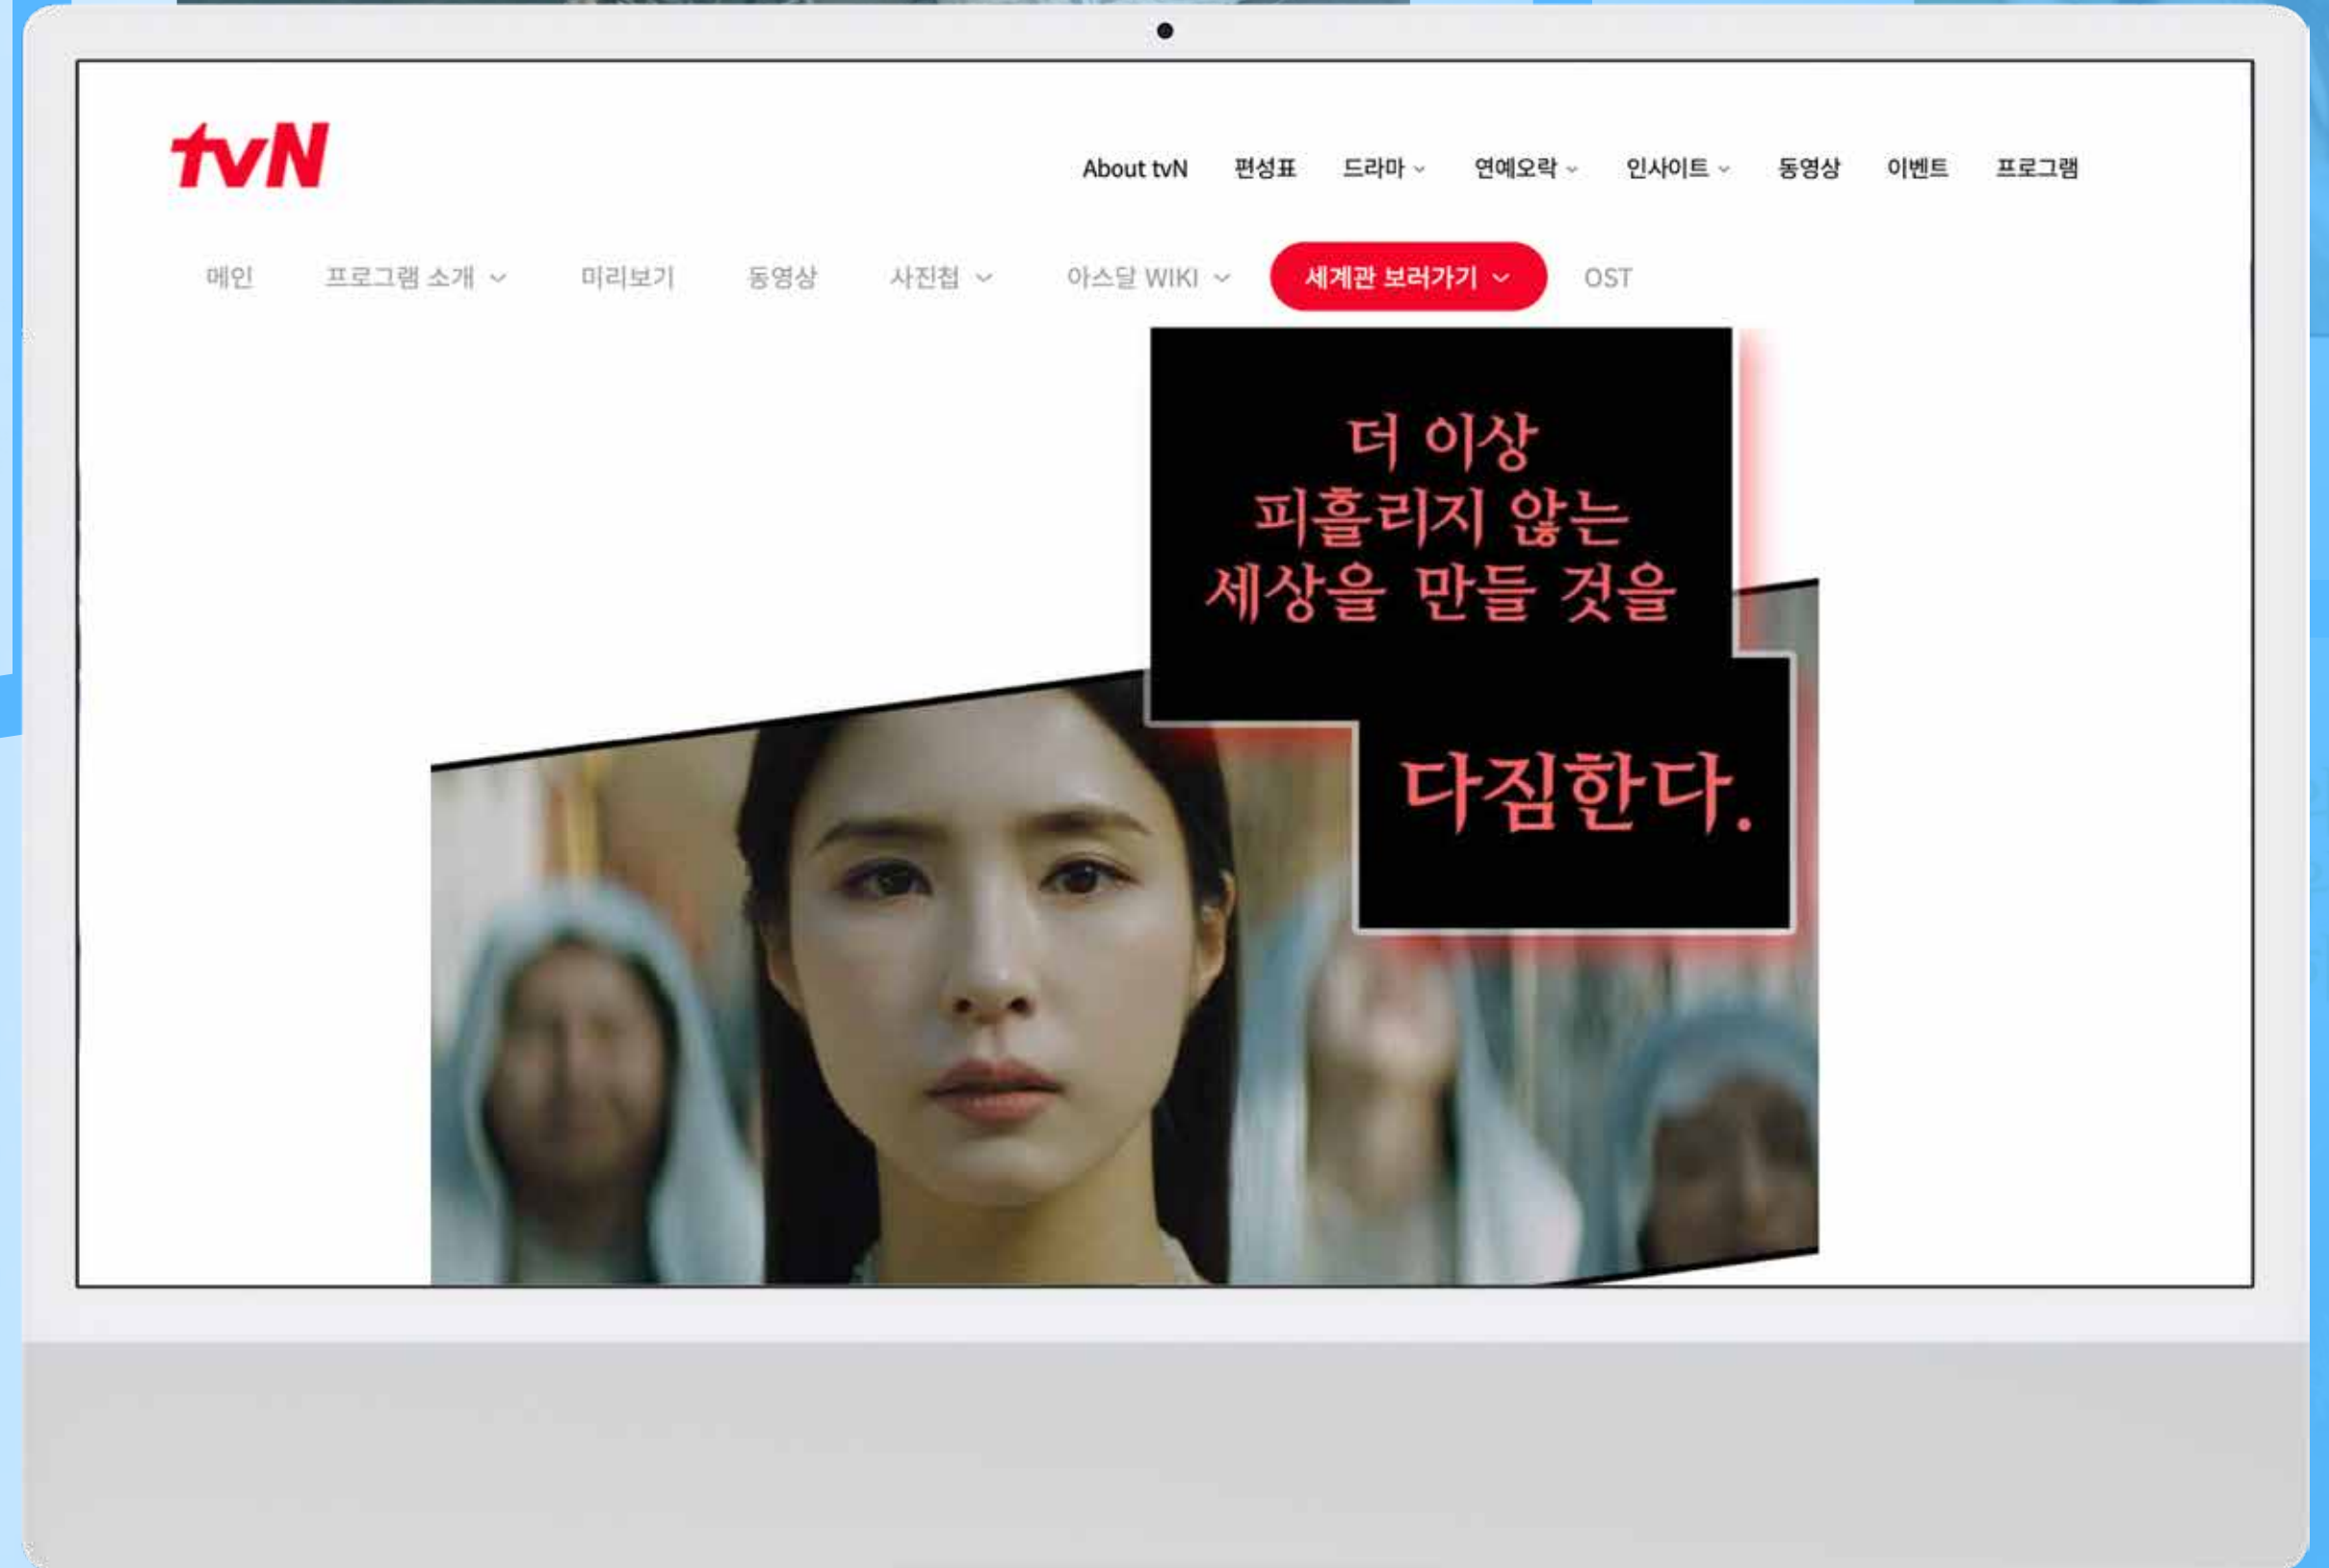 tvN
About tvN 편성표 드라마 연예오락 인사이트 동영상 이벤트 프로그램
메인 프로그램 소개 미리보기 동영상 사진첩 아스달 WIKI 세계관 보러가기 OST
더 이상
피흘리지 않는
세상을 만들 것을
다짐한다.